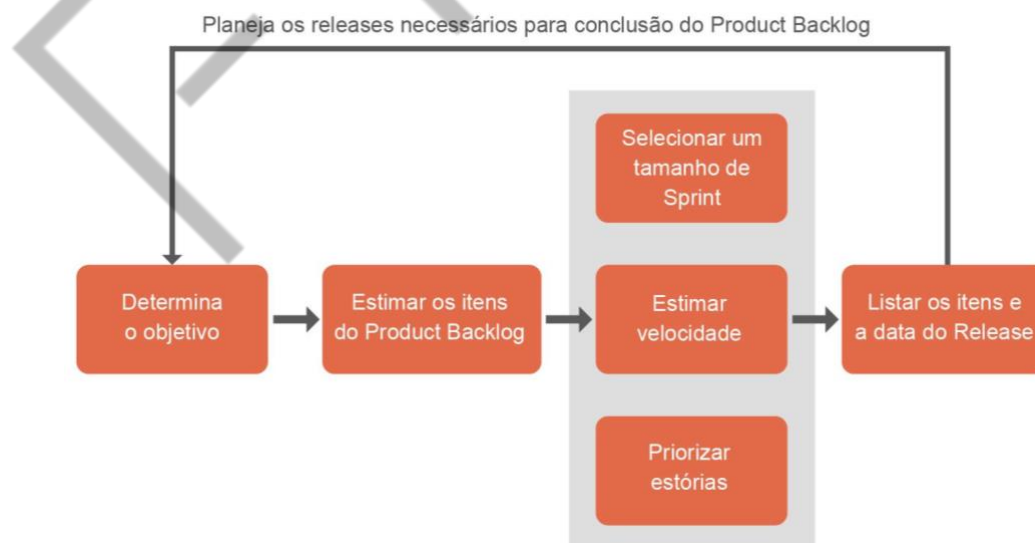 Planeja os releases necessários para conclusão do Product Backlog
Selecionar um
tamanho de
Sprint
Determina
o objetivo
Estimar os itens
do Product Backlog
Estimar
velocidade
Listar os itens e
a data do Release
Priorizar
estórias